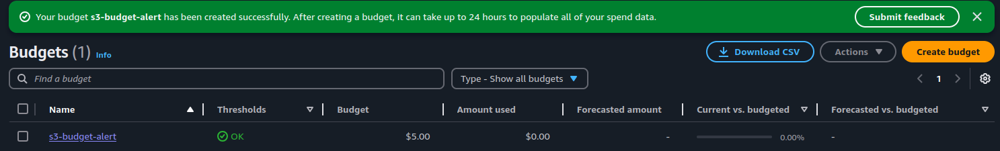 Your budget s3-budget-alert has been created successfully. After creating a budget, it can take up to 24 hours to populate all of your spend data. Submit feedback
Budgets (1) Info Download CSV Actions Create budget
Find a budget Type - Show all budgets 1
Name Thresholds Budget Amount used Forecasted amount Current vs. budgeted Forecasted vs. budgeted
s3-budget-alert OK $5.00 $0.00 - 0.00% -